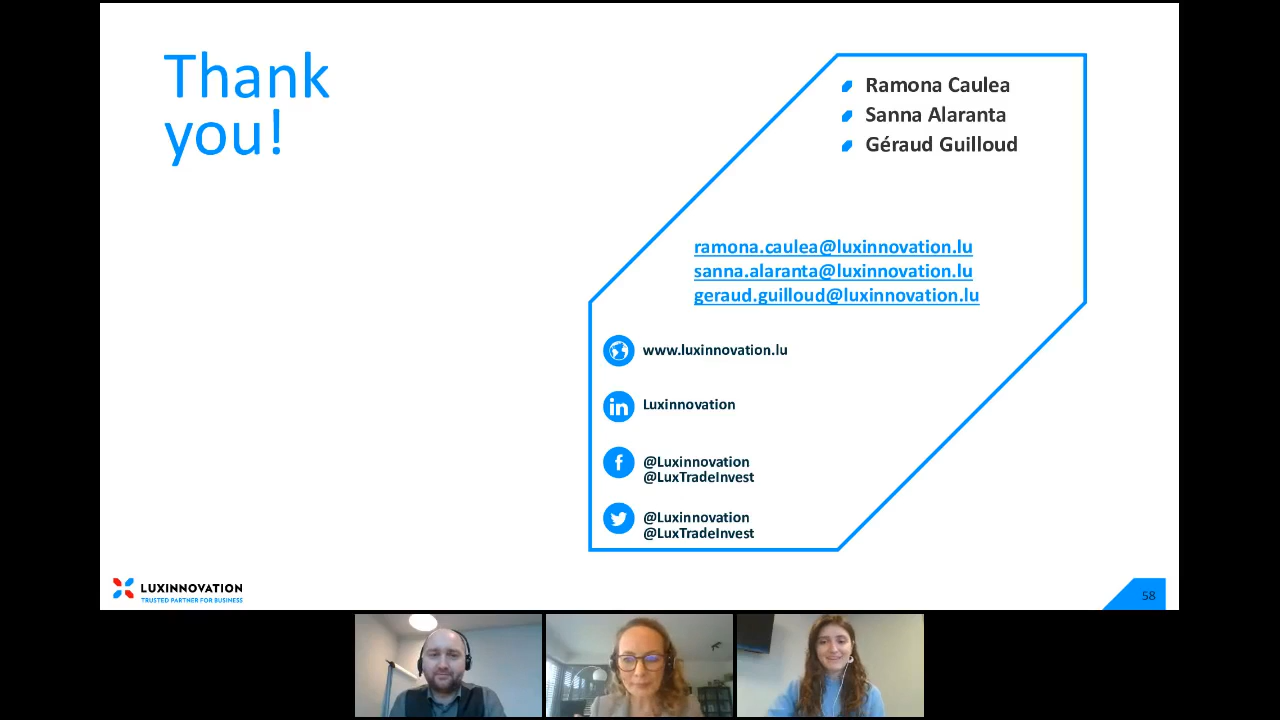 Thank
you!
Ramona Caulea
Sanna Alaranta
Géraud Guilloud
ramona.caulea@luxinnovation.lu
sanna.alaranta@luxinnovation.lu
geraud.guilloud@luxinnovation.lu
www.luxinnovation.lu
in
Luxinnovation
f
@Luxinnovation
@LuxTradeInvest
@Luxinnovation
@LuxTradeInvest
LUXINNOVATION
TRUSTED PARTNER FOR BUSINESS
58